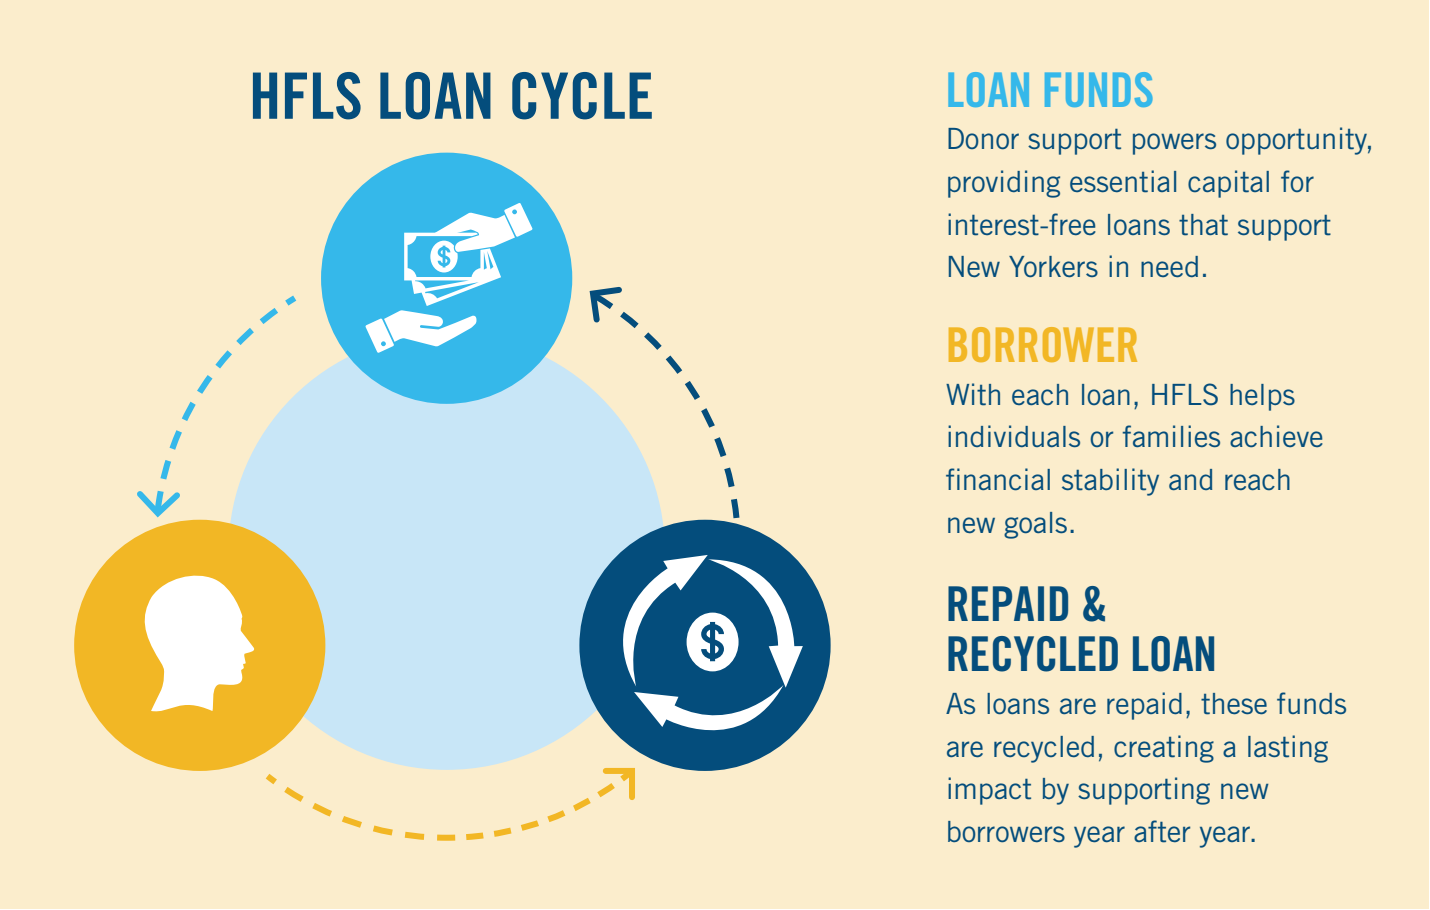 HFLS LOAN CYCLE
$
$
LOAN FUNDS
Donor support powers opportunity,
providing essential capital for
interest-free loans that support
New Yorkers in need.
BORROWER
With each loan, HFLS helps
individuals or families achieve
financial stability and reach
new goals.
REPAID &
RECYCLED LOAN
As loans are repaid, these funds
are recycled, creating a lasting
impact by supporting new
borrowers year after year.